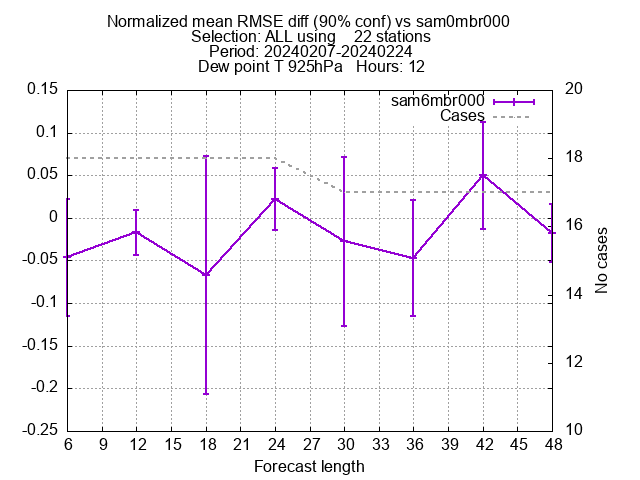 Normalized mean RMSE diff (90% conf) vs sam0mbr000
Selection: ALL using    22 stations
Period: 20240207-20240224
Dew point T 925hPa   Hours: 12
sam6mbr000
Cases
0.15
0.1
0.05
0
-0.05
-0.1
-0.15
-0.2
-0.25
20
18
16
14
12
10
No cases
6 9 12 15 18 21 24 27 30 33 36 39 42 45 48
Forecast length